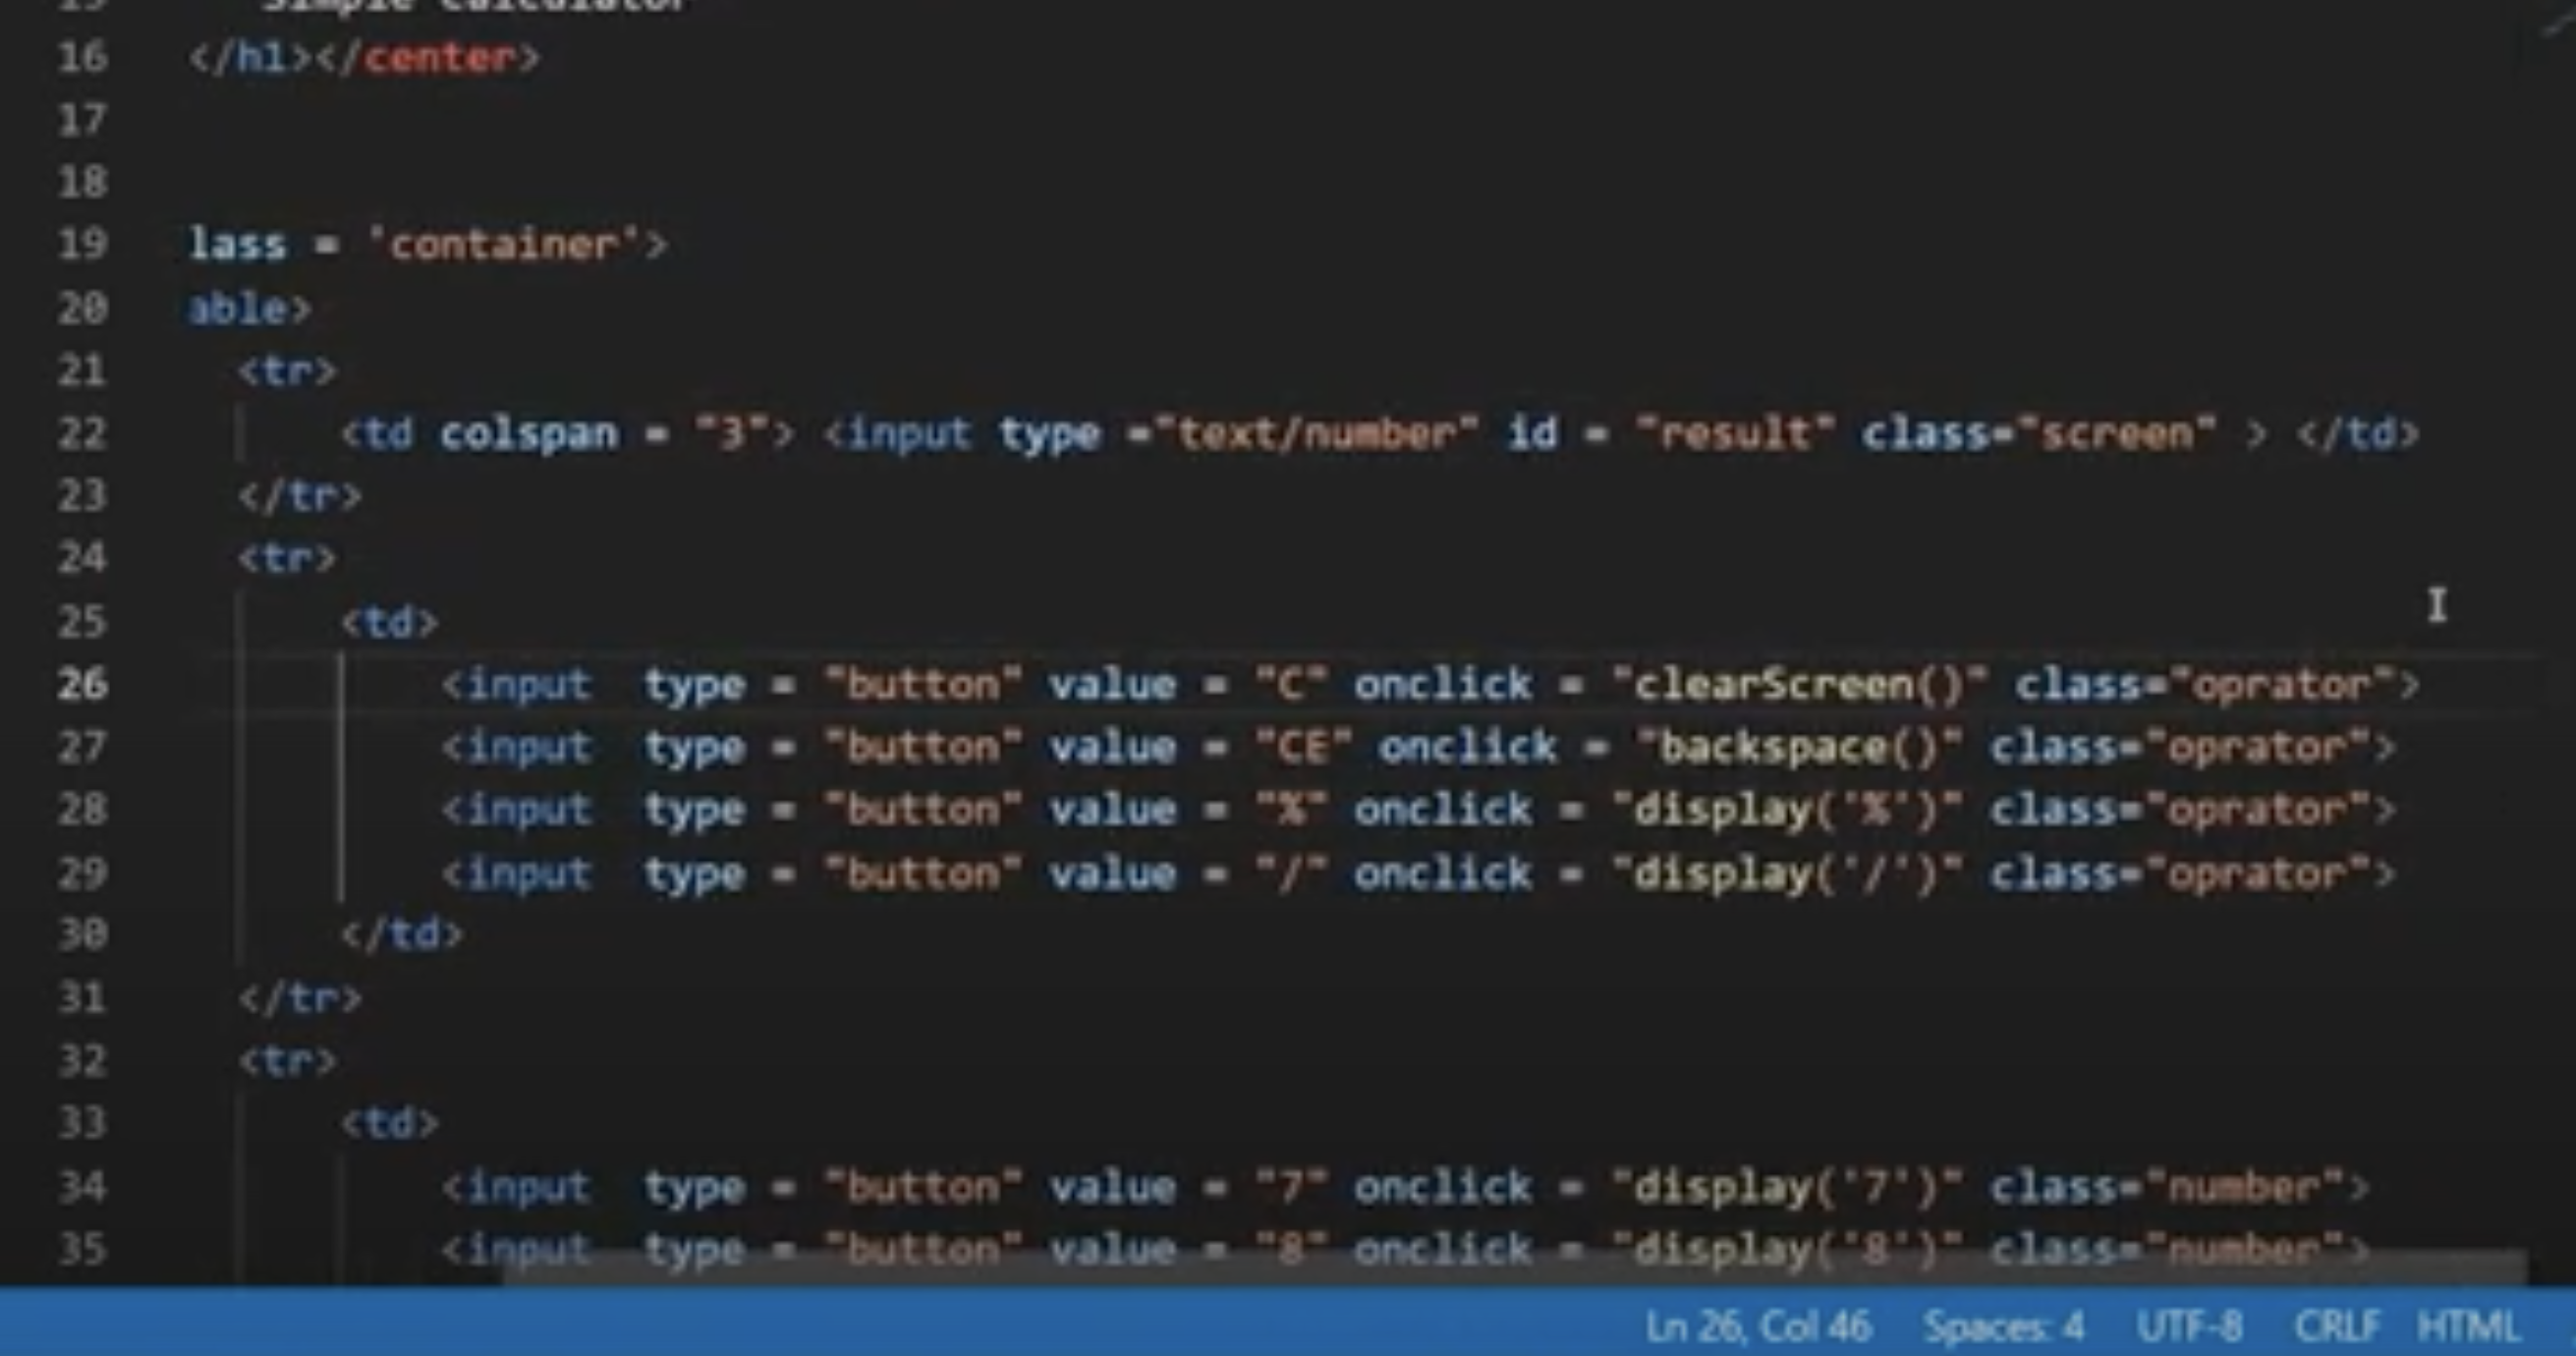 15 Simple Calculator
16 </h1></center>
17
18
19 lass = 'container'>
20 able>
21 <tr>
22 <td colspan = "3"> <input type ="text/number" id = "result" class="screen" > </td>
23 </tr>
24 <tr>
25 <td>
26 <input  type = "button" value = "C" onclick = "clearScreen()" class="oprator">
27 <input  type = "button" value = "CE" onclick = "backspace()" class="oprator">
28 <input  type = "button" value = "%" onclick = "display('%')" class="oprator">
29 <input  type = "button" value = "/" onclick = "display('/')" class="oprator">
30 </td>
31 </tr>
32 <tr>
33 <td>
34 <input  type = "button" value = "7" onclick = "display('7')" class="number">
35 <input  type = "button" value = "8" onclick = "display('8')" class="number">
Ln 26, Col 46 Spaces: 4 UTF-8 CRLF HTML